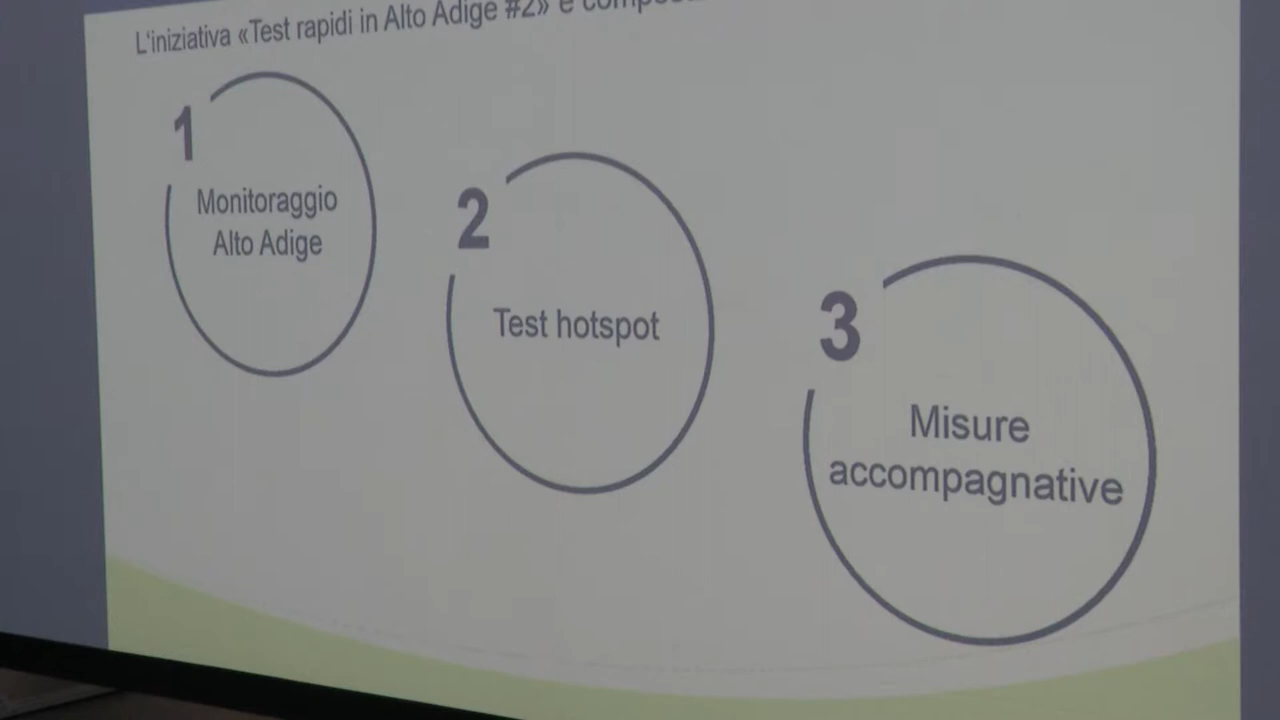 L'iniziativa «Test rapidi in Alto Adige #2» è
1
Monitoraggio
Alto Adige
2
Test hotspot
3
Misure
accompagnative